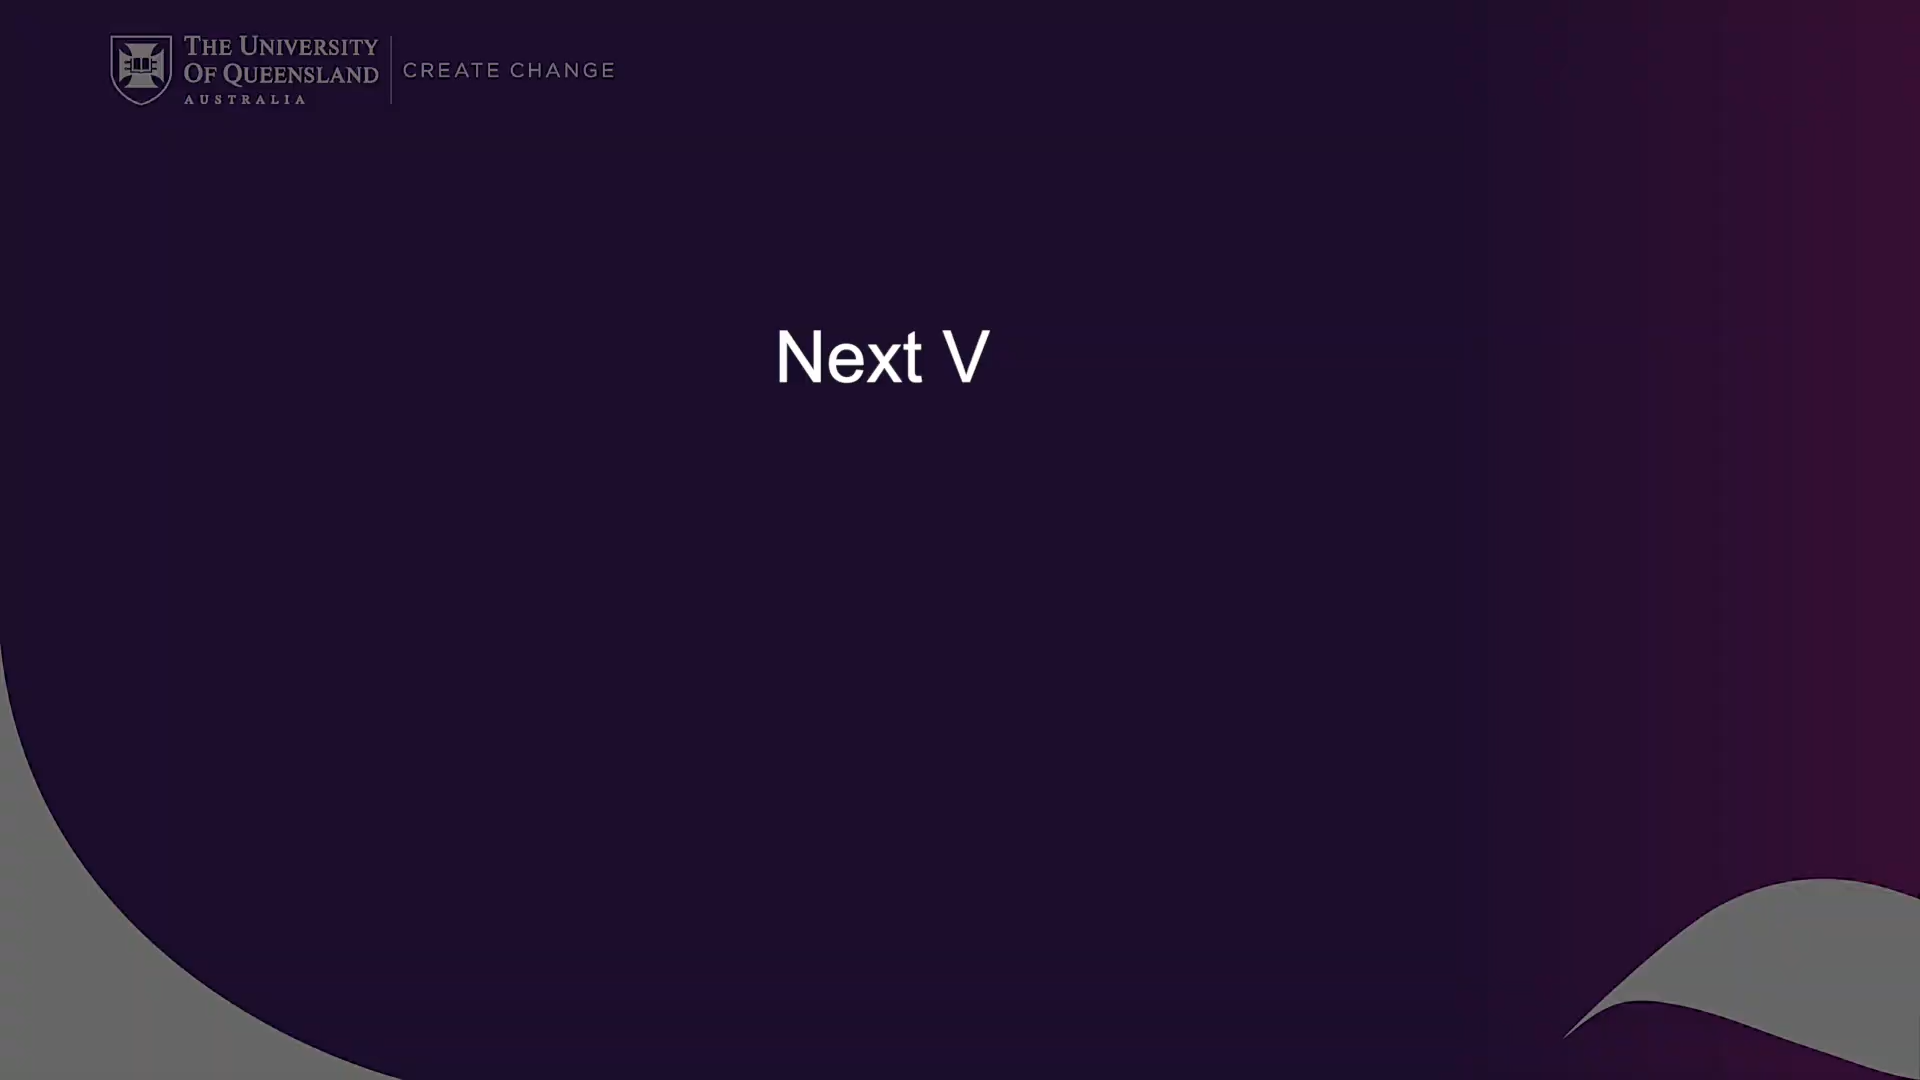 THE UNIVERSITY
OF QUEENSLAND
AUSTRALIA
CREATE CHANGE
Next V